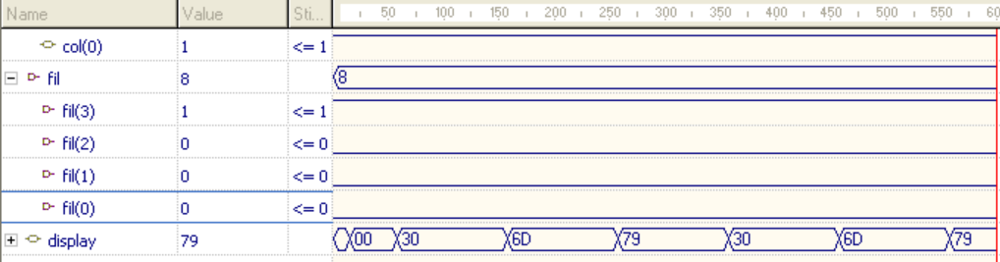 Name Value Sti... 50 100 150 200 250 300 350 400 450 500 550 60
col(0) 1 <= 1
fil 8 8
fil(3) 1 <= 1
fil(2) 0 <= 0
fil(1) 0 <= 0
fil(0) 0 <= 0
display 79 00 30 6D 79 30 6D 79